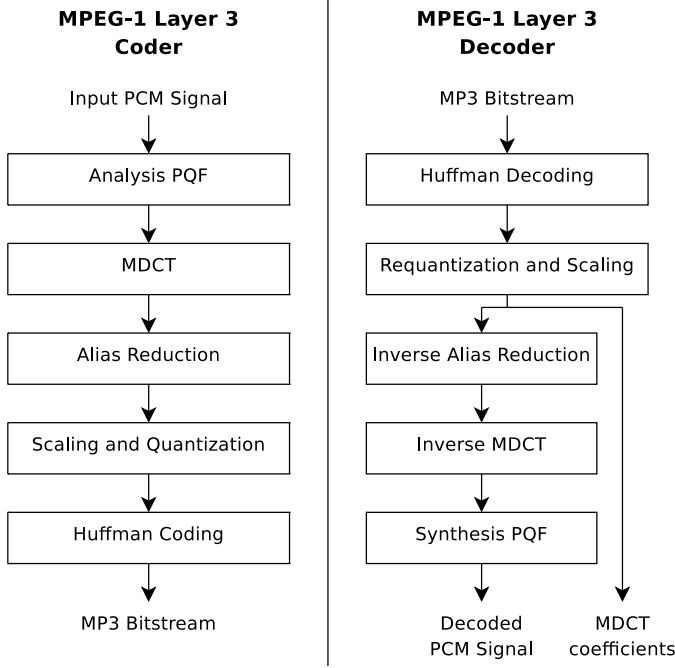 MPEG-1 Layer 3
Coder
Input PCM Signal
Analysis PQF
MDCT
Alias Reduction
Scaling and Quantization
Huffman Coding
MP3 Bitstream
MPEG-1 Layer 3
Decoder
MP3 Bitstream
Huffman Decoding
Requantization and Scaling
Inverse Alias Reduction
Inverse MDCT
Synthesis PQF
Decoded
PCM Signal
MDCT
coefficients